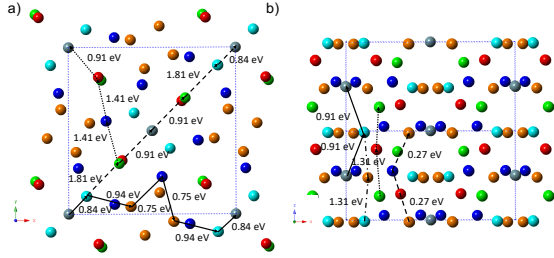 a)
b)
0.91 eV
1.81 eV
0.84 eV
1.41 eV
0.91 eV
1.41 eV
0.91 eV
1.81 eV
0.94 eV
0.75 eV
0.84 eV
0.75 eV
0.94 eV
0.91 eV
0.91 eV
1.31 eV
0.27 eV
1.31 eV
0.27 eV
y
x
z
x